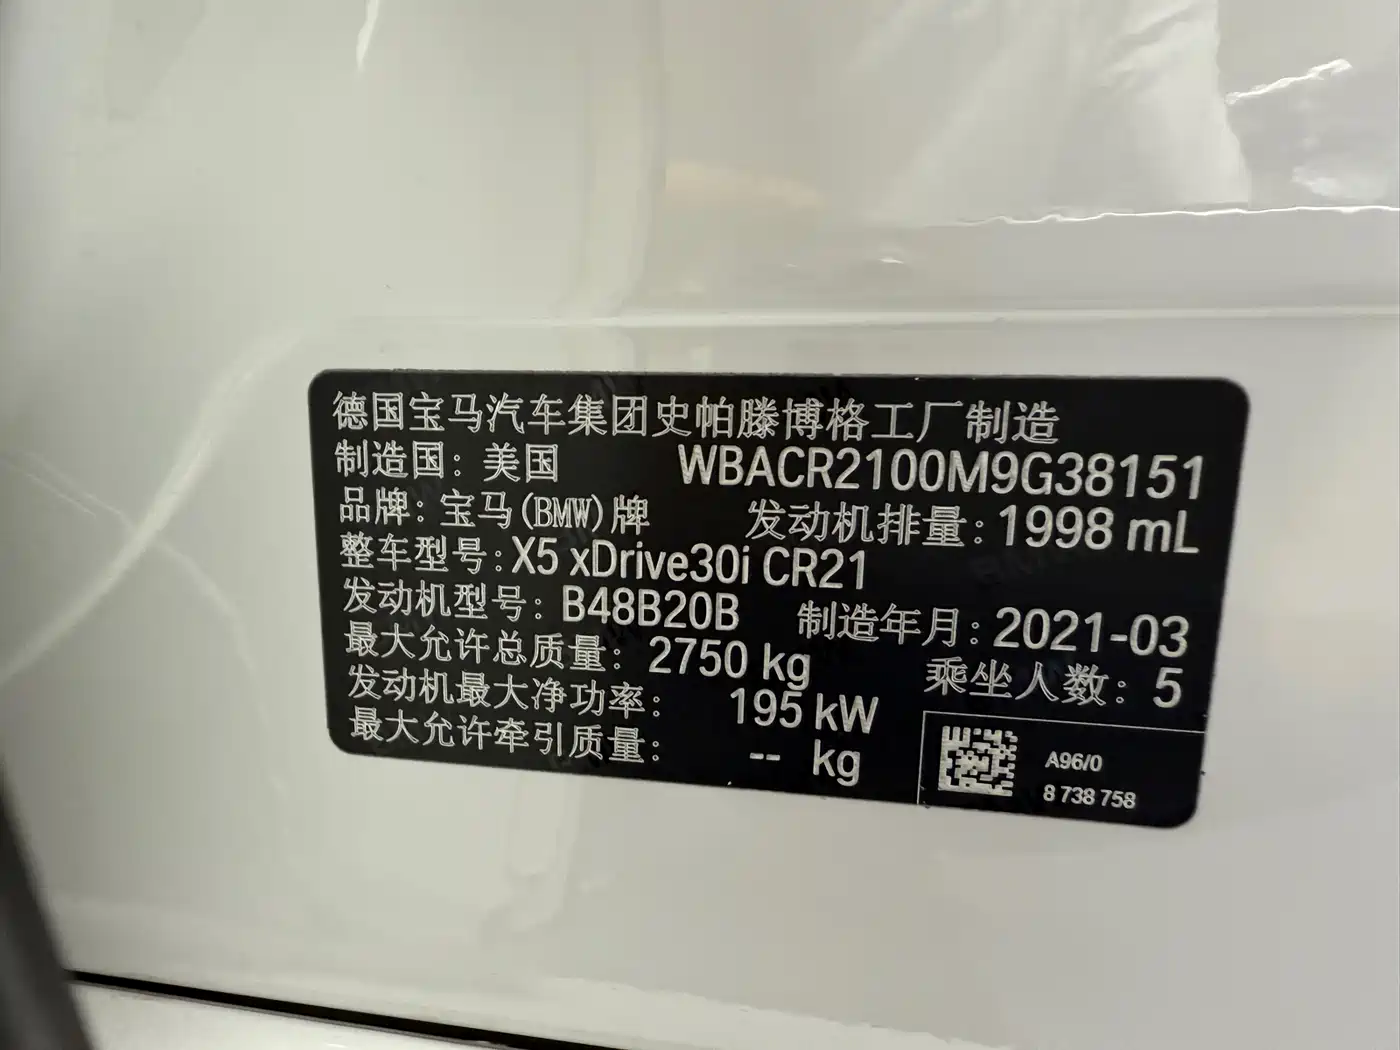 德国宝马汽车集团史帕滕博格工厂制造
制造国：美国 WBACR2100M9G38151
品牌：宝马(BMW)牌 发动机排量：1998 mL
整车型号：X5 xDrive30i CR21
发动机型号：B48B20B 制造年月：2021-03
最大允许总质量：2750 kg 乘坐人数：5
发动机最大净功率：195 kW
最大允许牵引质量：-- kg
A96/0
8 738 758